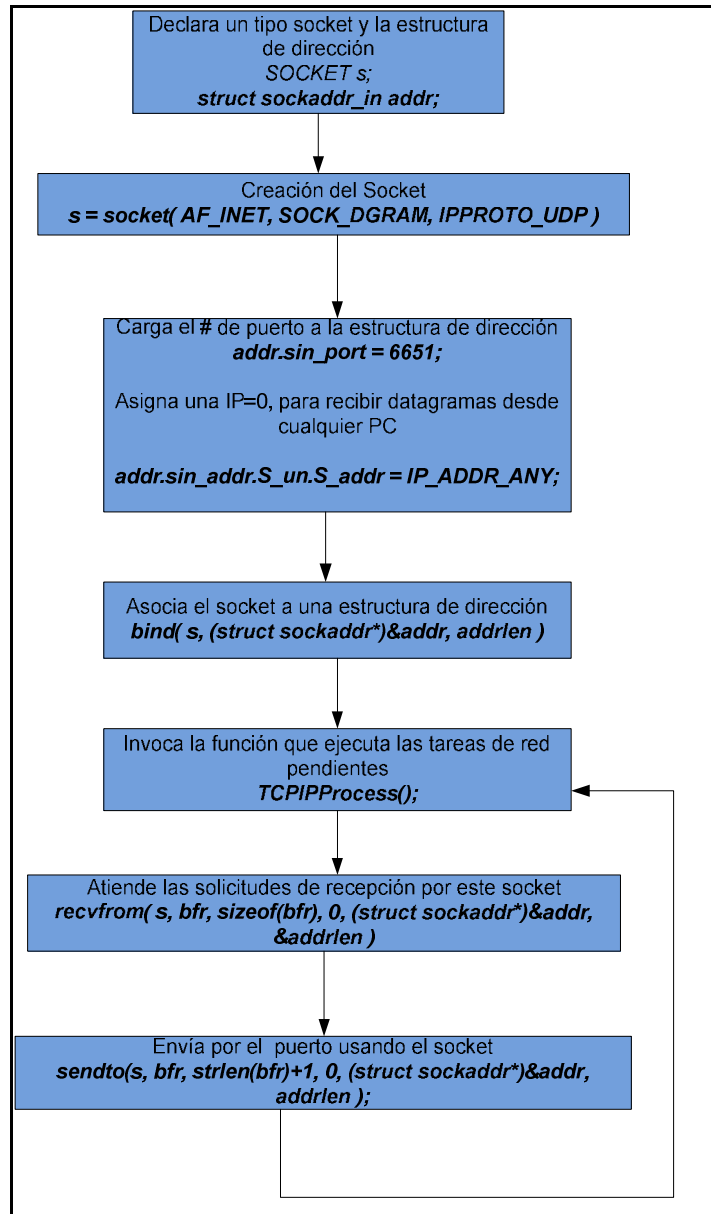 Declara un tipo socket y la estructura
de dirección
SOCKET s;
struct sockaddr_in addr;
Creación del Socket
s = socket( AF_INET, SOCK_DGRAM, IPPROTO_UDP )
Carga el # de puerto a la estructura de dirección
addr.sin_port = 6651;
Asigna una IP=0, para recibir datagramas desde
cualquier PC
addr.sin_addr.S_un.S_addr = IP_ADDR_ANY;
Asocia el socket a una estructura de dirección
bind( s, (struct sockaddr*)&addr, addrlen )
Invoca la función que ejecuta las tareas de red
pendientes
TCPIPProcess();
Atiende las solicitudes de recepción por este socket
recvfrom( s, bfr, sizeof(bfr), 0, (struct sockaddr*)&addr,
&addrlen )
Envía por el puerto usando el socket
sendto(s, bfr, strlen(bfr)+1, 0, (struct sockaddr*)&addr,
addrlen );